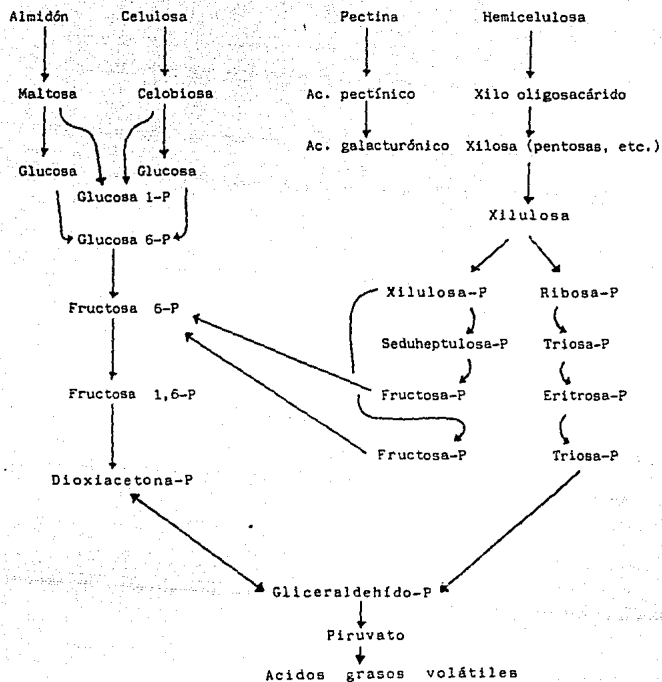 Almidón Celulosa Pectina Hemicelulosa
Maltosa Celobiosa Ac. pectínico Xilo oligosacárido
Ac. galacturónico Xilosa (pentosas, etc.)
Glucosa Glucosa
Glucosa 1-P
Xilulosa
Glucosa 6-P
Xilulosa-P Ribosa-P
Fructosa 6-P
Seduheptulosa-P Triosa-P
Fructosa 1,6-P Fructosa-P Eritrosa-P
Fructosa-P Triosa-P
Dioxiacetona-P
Gliceraldehído-P
Piruvato
Acidos grasos volátiles